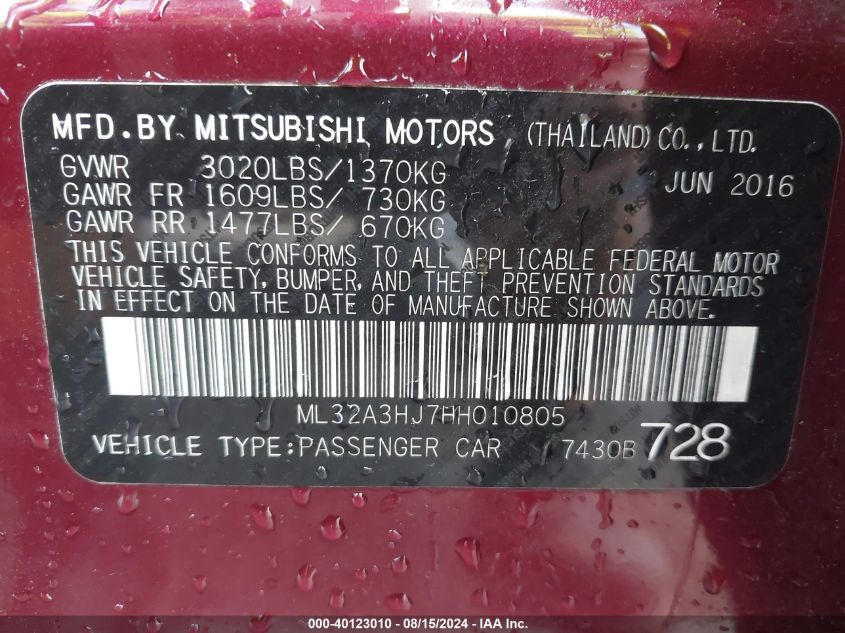 MFD.BY MITSUBISHI MOTORS (THAILAND) CO.,LTD.
GVWR 3020LBS/1370KG JUN 2016
GAWR FR 1609LBS/ 730KG
GAWR RR 1477LBS/ 670KG
THIS VEHICLE CONFORMS TO ALL APPLICABLE FEDERAL MOTOR
VEHICLE SAFETY, BUMPER, AND THEFT PREVENTION STANDARDS
IN EFFECT ON THE DATE OF MANUFACTURE SHOWN ABOVE.
ML32A3HJ7HH010805
VEHICLE TYPE:PASSENGER CAR 7430B 728
000-40123010 - 08/15/2024 - © IAA Inc.